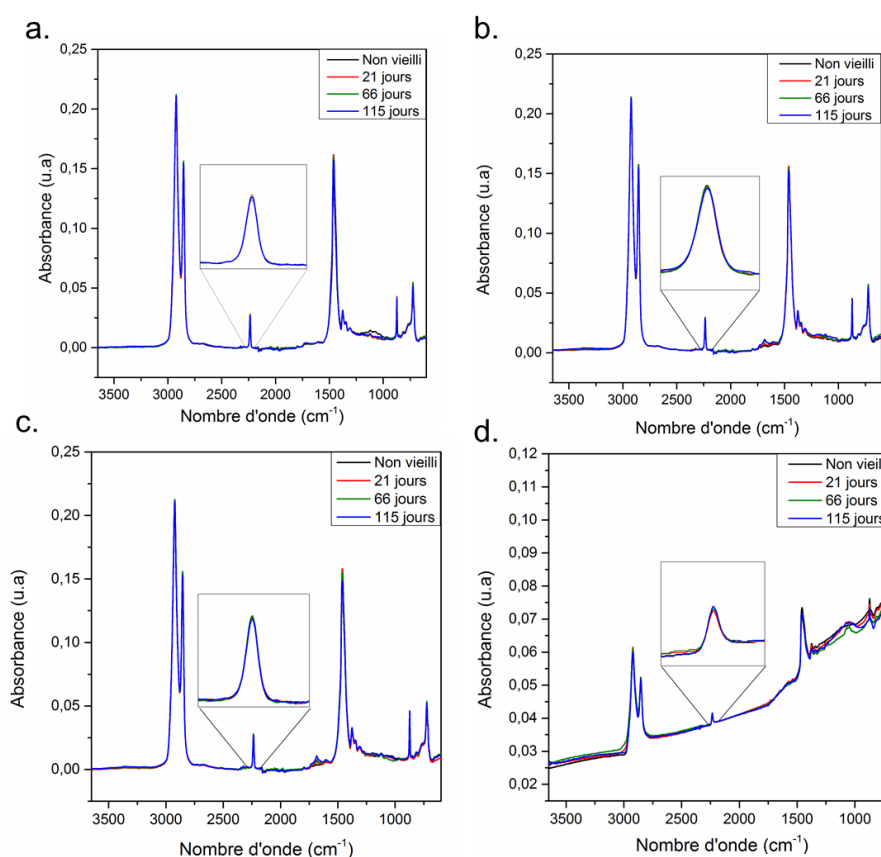 a.
0,25
0,20
0,15
0,10
0,05
0,00
Absorbance (u.a)
3500 3000 2500 2000 1500 1000
Nombre d'onde (cm-1)
Non vieilli
21 jours
66 jours
115 jours
b.
0,25
0,20
0,15
0,10
0,05
0,00
Absorbance (u.a)
3500 3000 2500 2000 1500 1000
Nombre d'onde (cm-1)
Non vieilli
21 jours
66 jours
115 jours
c.
0,25
0,20
0,15
0,10
0,05
0,00
Absorbance (u.a)
3500 3000 2500 2000 1500 1000
Nombre d'onde (cm-1)
Non vieilli
21 jours
66 jours
115 jours
d.
0,12
0,11
0,10
0,09
0,08
0,07
0,06
0,05
0,04
0,03
0,02
Absorbance (u.a)
3500 3000 2500 2000 1500 1000
Nombre d'onde (cm-1)
Non vieilli
21 jours
66 jours
115 jours